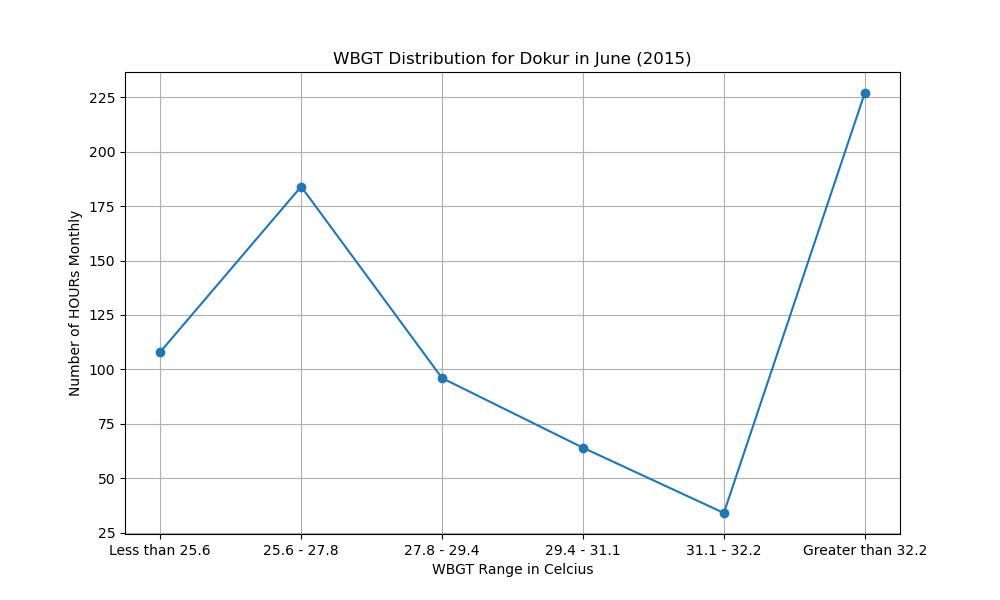 WBGT Distribution for Dokur in June (2015)
Number of HOURs Monthly
225
200
175
150
125
100
75
50
25
Less than 25.6
25.6 - 27.8
27.8 - 29.4
29.4 - 31.1
31.1 - 32.2
Greater than 32.2
WBGT Range in Celcius